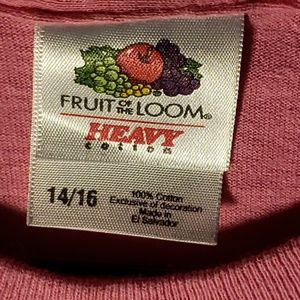 FRUIT OF THE LOOM®
HEAVY
COTTON
14/16
100% Cotton
Exclusive of decoration
Made in
El Salvador